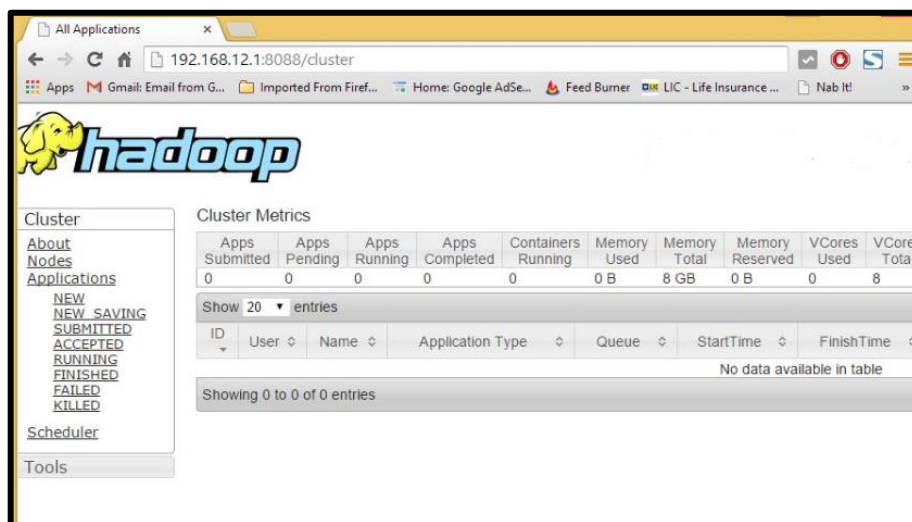 All Applications
192.168.12.1:8088/cluster
Apps Gmail: Email from G... Imported From Firef... Home: Google AdSe... Feed Burner LIC - Life Insurance ... Nab It! »
hadoop
Cluster
About
Nodes
Applications
NEW
NEW_SAVING
SUBMITTED
ACCEPTED
RUNNING
FINISHED
FAILED
KILLED
Scheduler
Tools
Cluster Metrics
Apps Submitted Apps Pending Apps Running Apps Completed Containers Running Memory Used Memory Total Memory Reserved VCores Used VCores Total
0 0 0 0 0 0 B 8 GB 0 B 0 8
Show 20 entries
ID User Name Application Type Queue StartTime FinishTime
No data available in table
Showing 0 to 0 of 0 entries